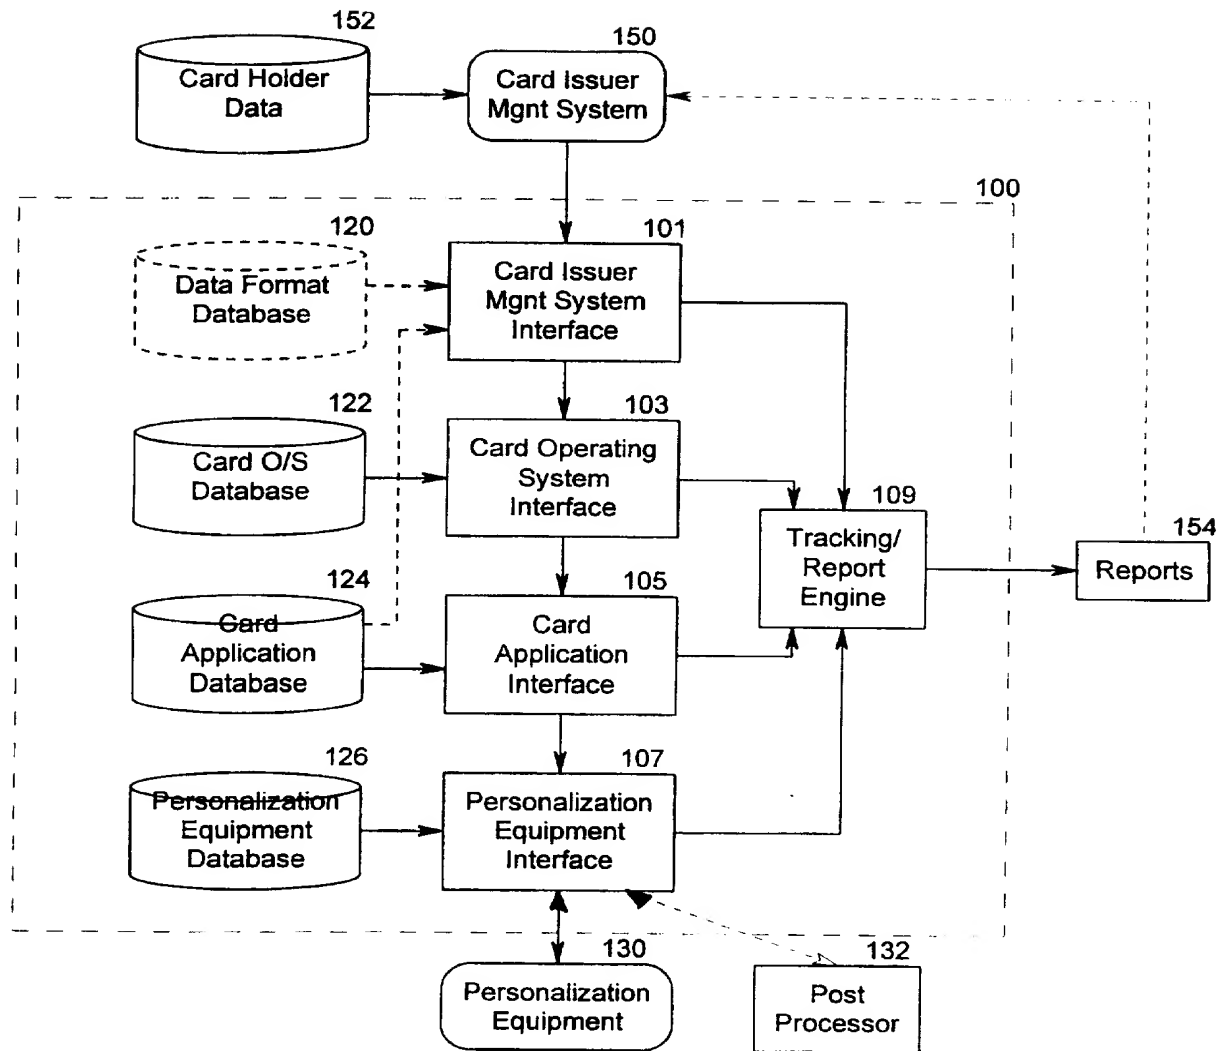 152
Card Holder
Data
150
Card Issuer
Mgnt System
100
120
Data Format
Database
101
Card Issuer
Mgnt System
Interface
122
Card O/S
Database
103
Card Operating
System
Interface
109
Tracking/
Report
Engine
154
Reports
124
Card
Application
Database
105
Card
Application
Interface
126
Personalization
Equipment
Database
107
Personalization
Equipment
Interface
130
Personalization
Equipment
132
Post
Processor